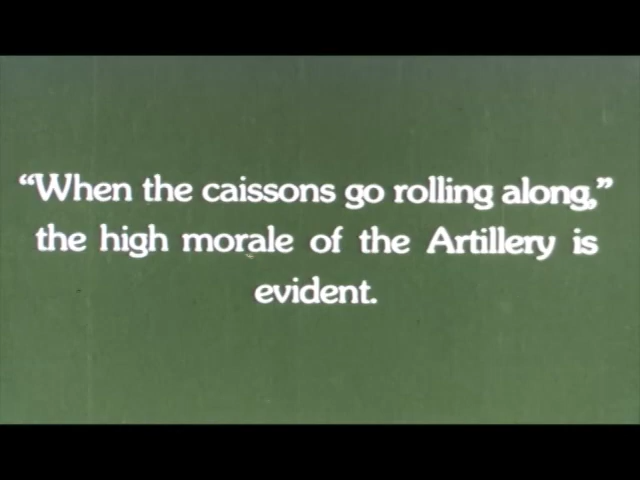 “When the caissons go rolling along,”
the high morale of the Artillery is
evident.